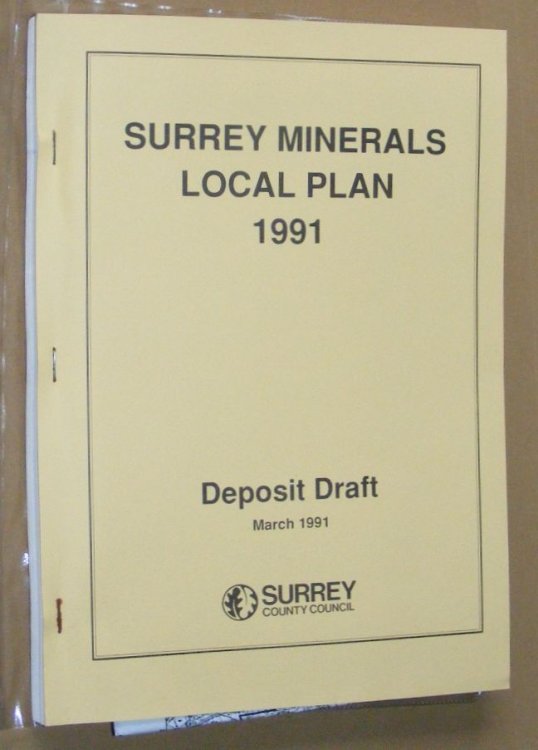 SURREY MINERALS
LOCAL PLAN
1991
Deposit Draft
March 1991
SURREY
COUNTY COUNCIL